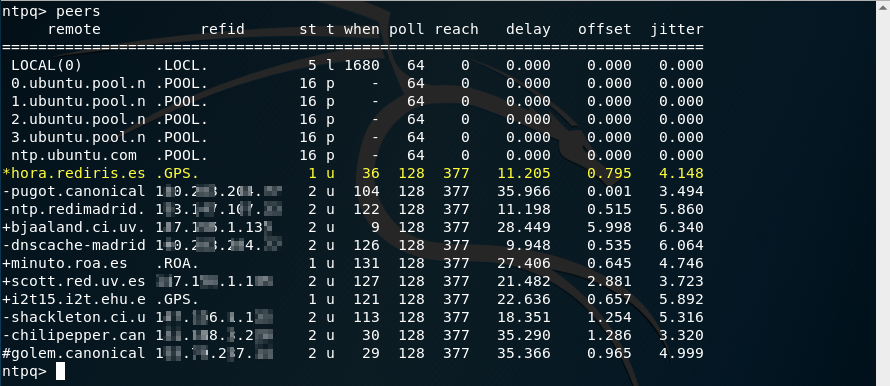 ntpq> peers
     remote           refid      st t when poll reach   delay   offset  jitter
==============================================================================
 LOCAL(0)        .LOCL.           5 l 1680   64    0    0.000    0.000   0.000
 0.ubuntu.pool.n .POOL.          16 p    -   64    0    0.000    0.000   0.000
 1.ubuntu.pool.n .POOL.          16 p    -   64    0    0.000    0.000   0.000
 2.ubuntu.pool.n .POOL.          16 p    -   64    0    0.000    0.000   0.000
 3.ubuntu.pool.n .POOL.          16 p    -   64    0    0.000    0.000   0.000
 ntp.ubuntu.com  .POOL.          16 p    -   64    0    0.000    0.000   0.000
*hora.rediris.es .GPS.            1 u   36  128  377   11.205    0.795   4.148
-pugot.canonical 2 u  104  128  377   35.966    0.001   3.494
-ntp.redimadrid. 2 u  122  128  377   11.198    0.515   5.860
+bjaaland.ci.uv. 2 u    9  128  377   28.449    5.998   6.340
-dnscache-madrid 2 u  126  128  377    9.948    0.535   6.064
+minuto.roa.es   .ROA.            1 u  131  128  377   27.406    0.645   4.746
+scott.red.uv.es 2 u  127  128  377   21.482    2.881   3.723
+i2t15.i2t.ehu.e .GPS.            1 u  121  128  377   22.636    0.657   5.892
-shackleton.ci.u 2 u  113  128  377   18.351    1.254   5.316
-chilipepper.can 2 u   30  128  377   35.290    1.286   3.320
#golem.canonical 2 u   29  128  377   35.366    0.965   4.999
ntpq>